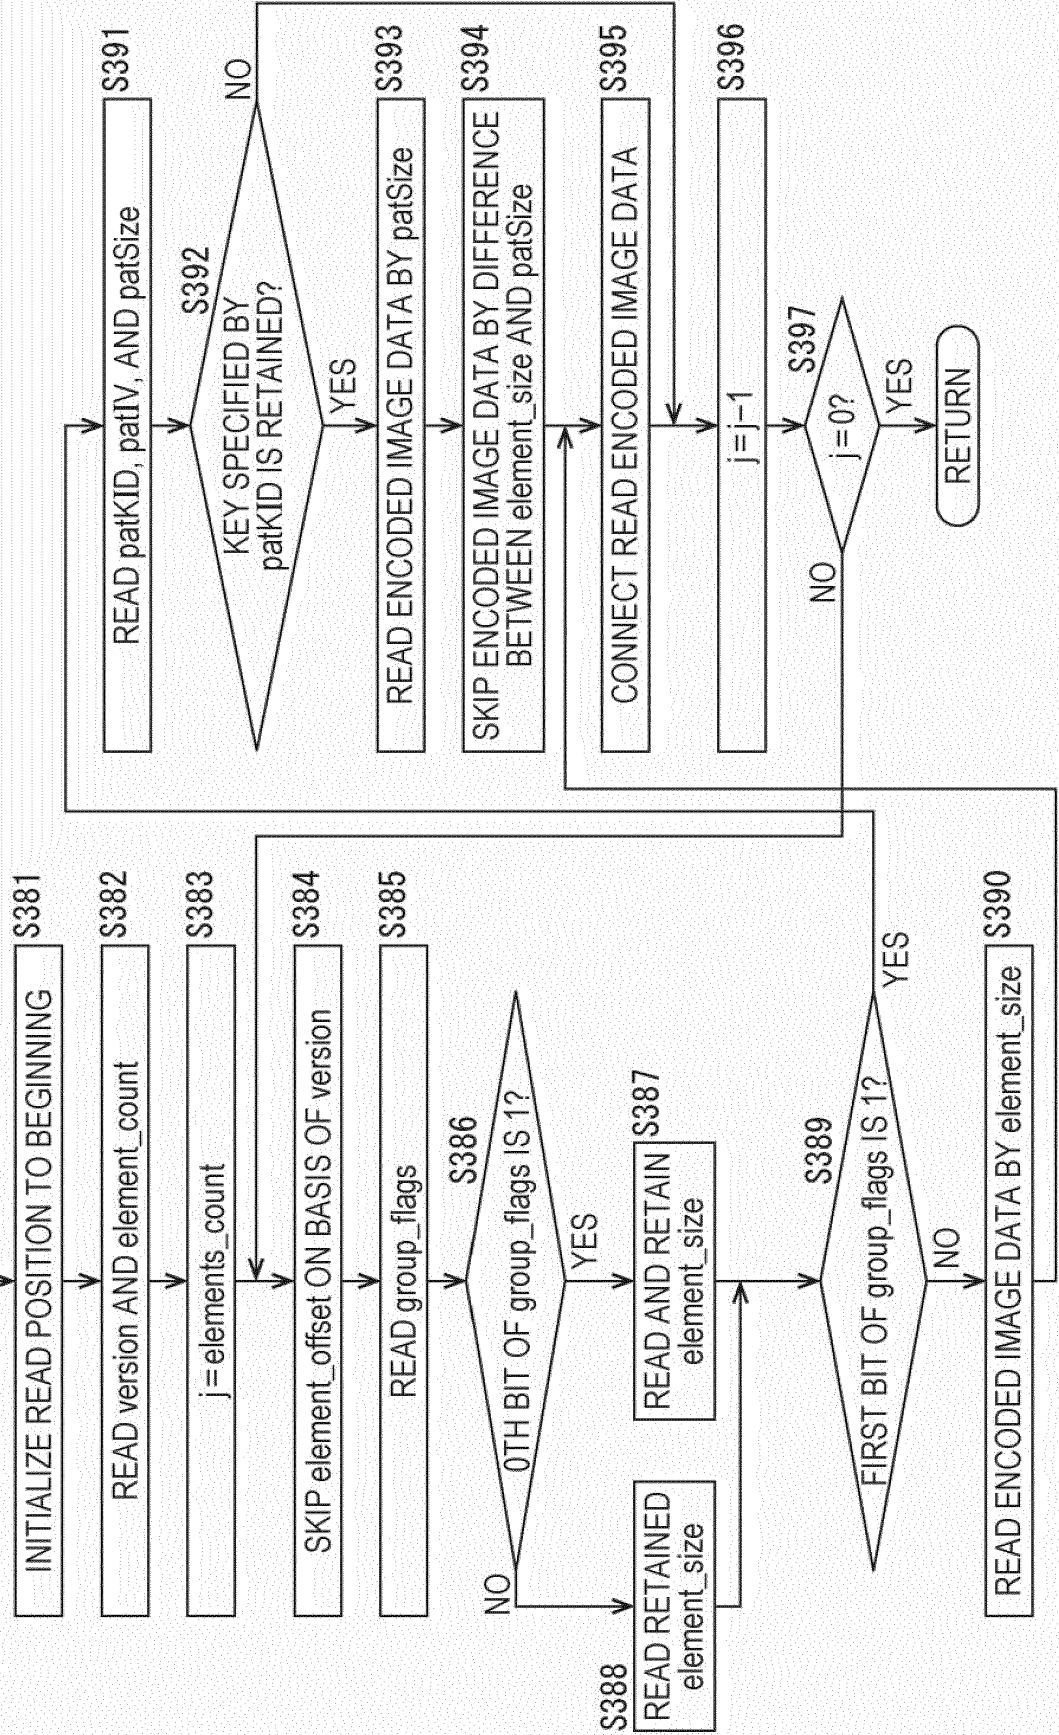 S381
INITIALIZE READ POSITION TO BEGINNING
S382
READ version AND element_count
S383
j=elements_count
S384
SKIP element_offset ON BASIS OF version
S385
READ group_flags
S386
0TH BIT OF group_flags IS 1?
NO
YES
S387
READ AND RETAIN
element_size
S388
READ RETAINED
element_size
S389
FIRST BIT OF group_flags IS 1?
YES
NO
S390
READ ENCODED IMAGE DATA BY element_size
S391
READ patKID, patIV, AND patSize
S392
KEY SPECIFIED BY
patKID IS RETAINED?
NO
YES
S393
READ ENCODED IMAGE DATA BY patSize
S394
SKIP ENCODED IMAGE DATA BY DIFFERENCE
BETWEEN element_size AND patSize
S395
CONNECT READ ENCODED IMAGE DATA
S396
j=j-1
S397
j=0?
NO
YES
RETURN